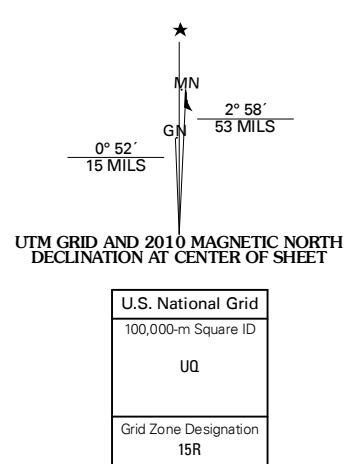 MN
2° 58´
53 MILS
GN
0° 52´
15 MILS
UTM GRID AND 2010 MAGNETIC NORTH
DECLINATION AT CENTER OF SHEET
U.S. National Grid
100,000-m Square ID
UQ
Grid Zone Designation
15R